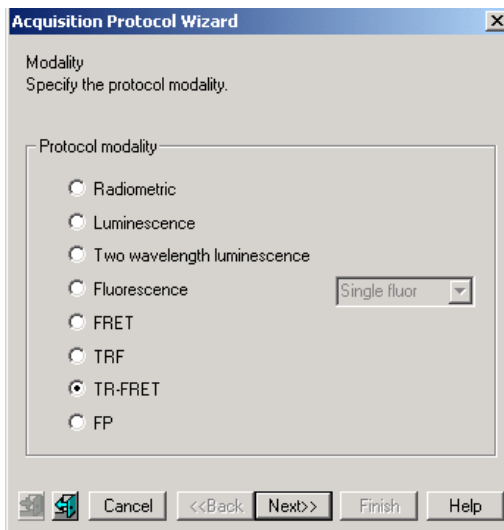 Acquisition Protocol Wizard
Modality
Specify the protocol modality.
Protocol modality
Radiometric
Luminescence
Two wavelength luminescence
Fluorescence
Single fluor
FRET
TRF
TR-FRET
FP
Cancel
<<Back
Next>>
Finish
Help